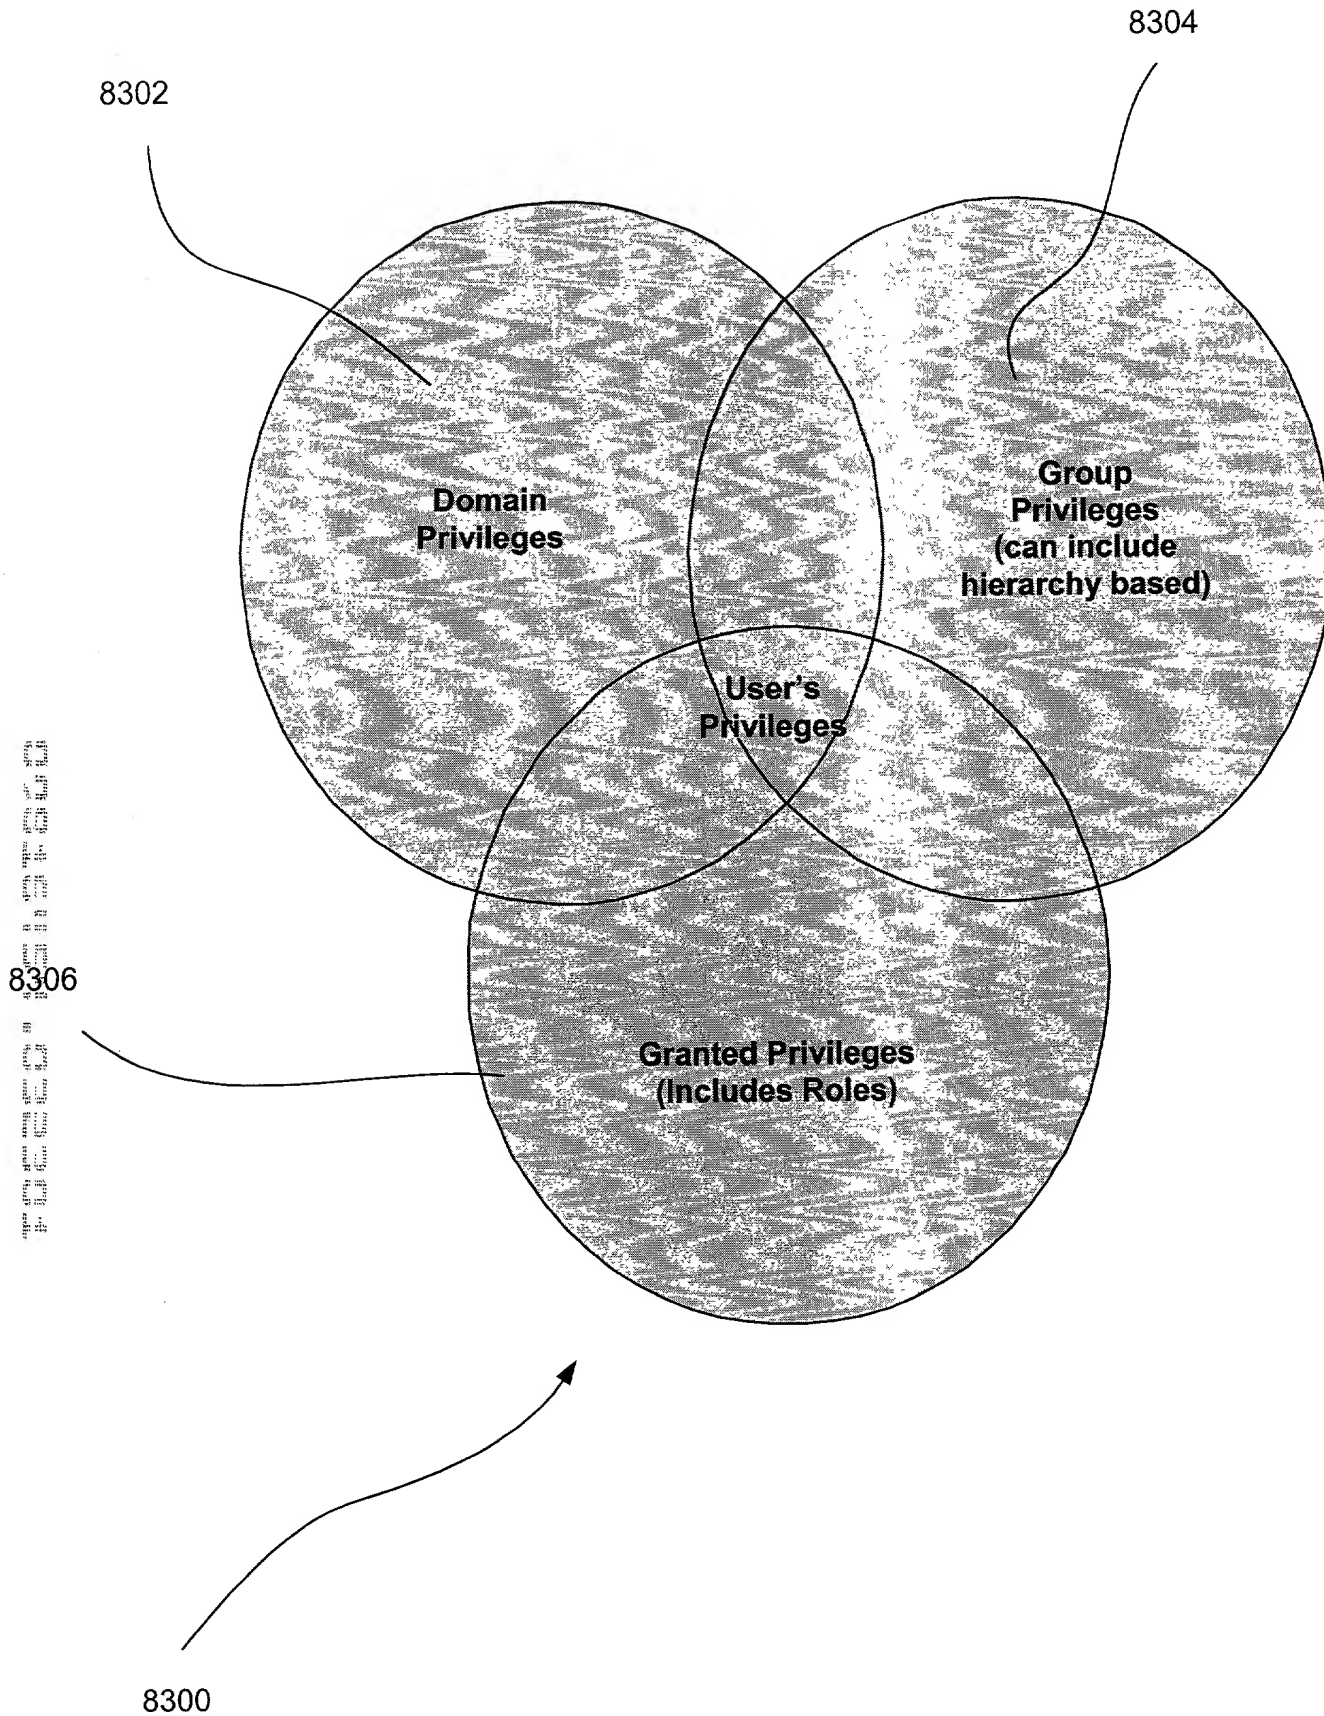 8304
8302
Domain
Privileges
Group
Privileges
(can include
hierarchy based)
User's
Privileges
8306
Granted Privileges
(Includes Roles)
8300